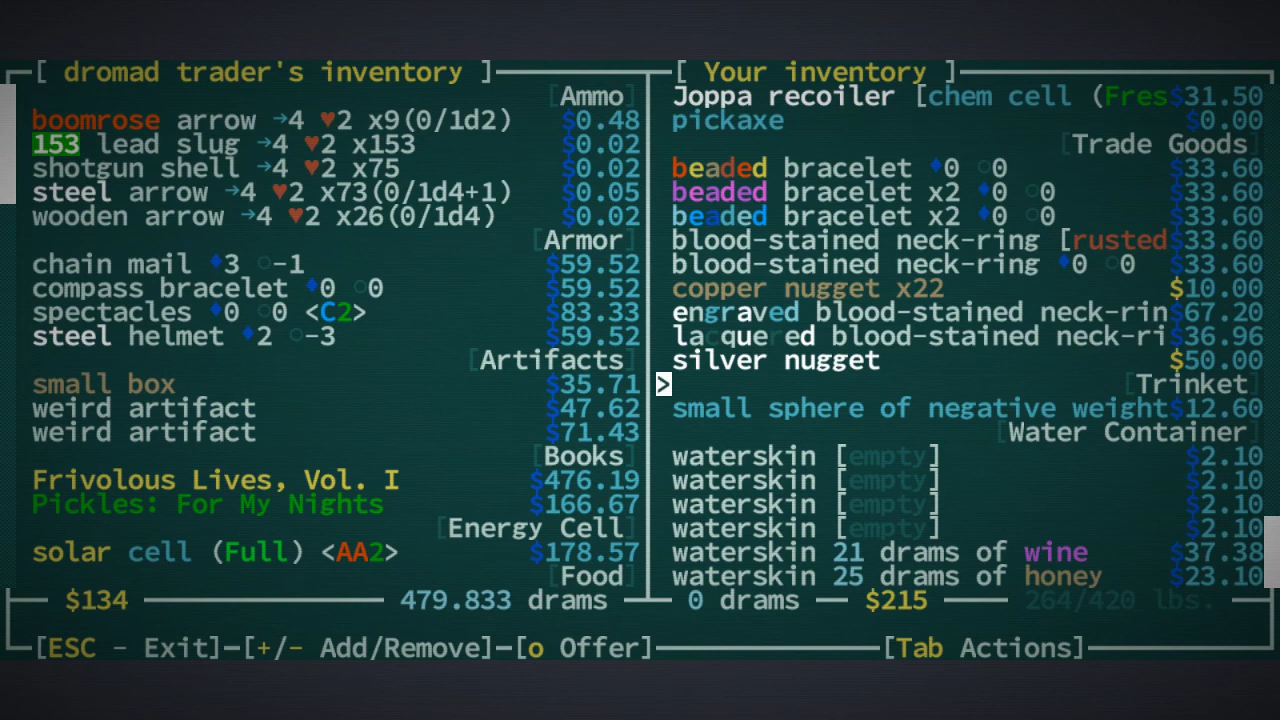 [ dromad trader's inventory ]
[Ammo]
boomrose arrow →4 ♥2 x9(0/1d2) $0.48
153 lead slug →4 ♥2 x153 $0.02
shotgun shell →4 ♥2 x75 $0.02
steel arrow →4 ♥2 x73(0/1d4+1) $0.05
wooden arrow →4 ♥2 x26(0/1d4) $0.02
[Armor]
chain mail ♦3 ○-1 $59.52
compass bracelet ♦0 ○0 $59.52
spectacles ♦0 ○0 <C2> $83.33
steel helmet ♦2 ○-3 $59.52
[Artifacts]
small box $35.71
weird artifact $47.62
weird artifact $71.43
[Books]
Frivolous Lives, Vol. I $476.19
Pickles: For My Nights $166.67
[Energy Cell]
solar cell (Full) <AA2> $178.57
[Food]
$134 479.833 drams
[ Your inventory ]
Joppa recoiler [chem cell (Fres $31.50
pickaxe $0.00
[Trade Goods]
beaded bracelet ♦0 ○0 $33.60
beaded bracelet x2 ♦0 ○0 $33.60
beaded bracelet x2 ♦0 ○0 $33.60
blood-stained neck-ring [rusted $33.60
blood-stained neck-ring ♦0 ○0 $33.60
copper nugget x22 $10.00
engraved blood-stained neck-rin $67.20
lacquered blood-stained neck-ri $36.96
silver nugget $50.00
> [Trinket]
small sphere of negative weight $12.60
[Water Container]
waterskin [empty] $2.10
waterskin [empty] $2.10
waterskin [empty] $2.10
waterskin [empty] $2.10
waterskin 21 drams of wine $37.38
waterskin 25 drams of honey $23.10
0 drams $215 264/420 lbs.
[ESC - Exit] [+/- Add/Remove] [o Offer] [Tab Actions]